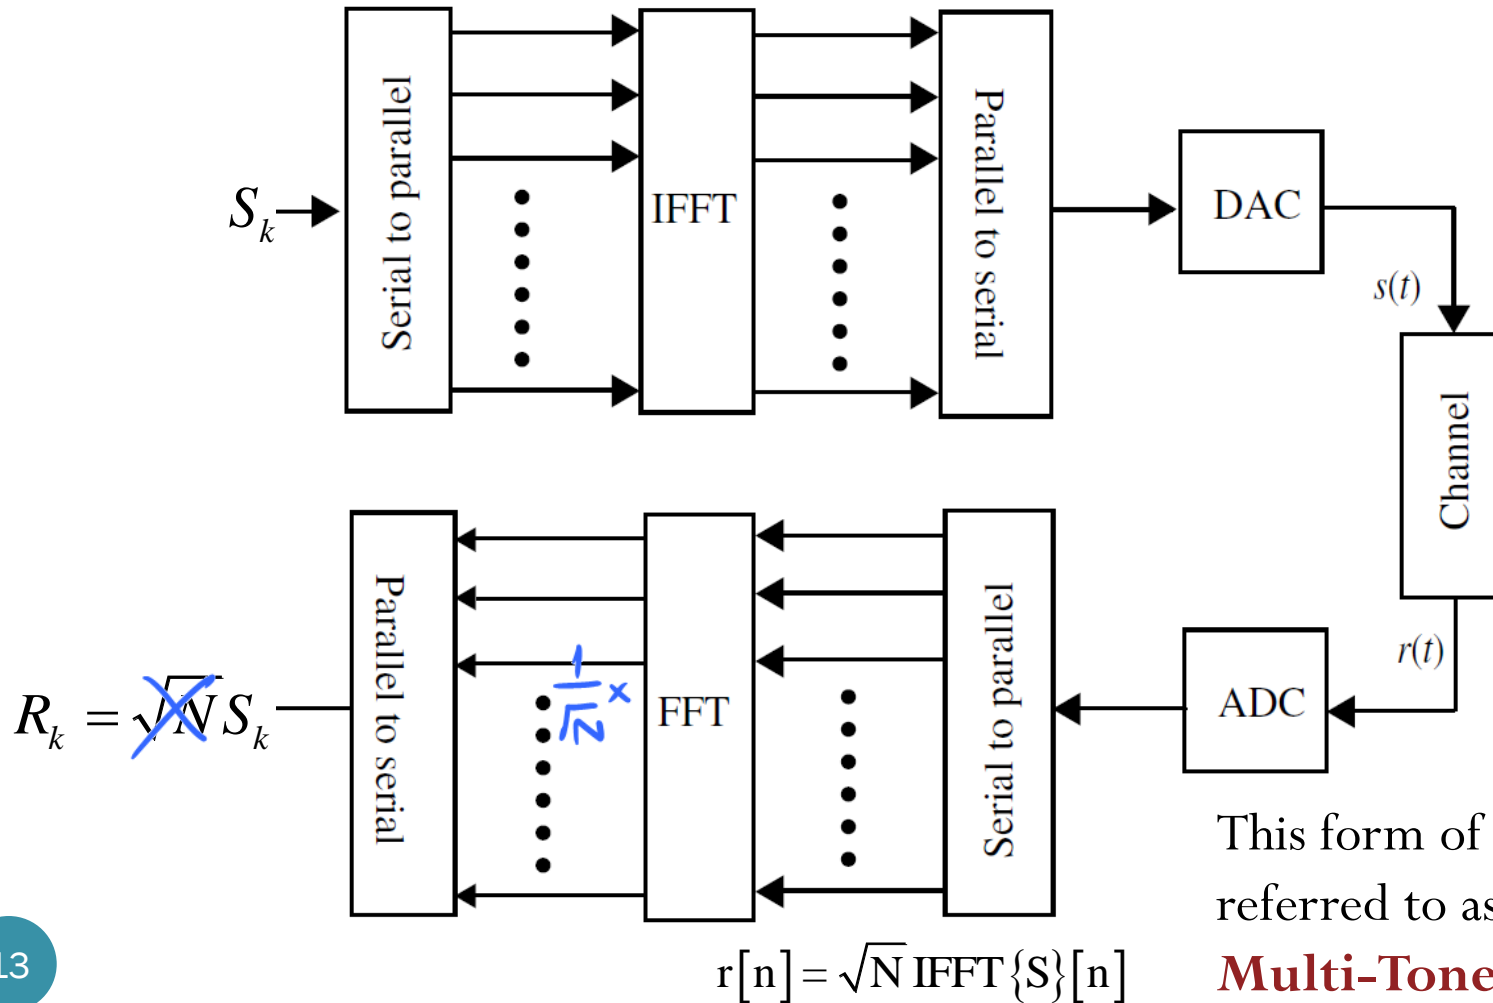 Serial to parallel
IFFT
Parallel to serial
S_k
DAC
s(t)
Channel
r(t)
ADC
Serial to parallel
FFT
1/√N ×
Parallel to serial
R_k = √N S_k
This form of
referred to as
Multi-Tone
r[n] = √N IFFT{S}[n]
13